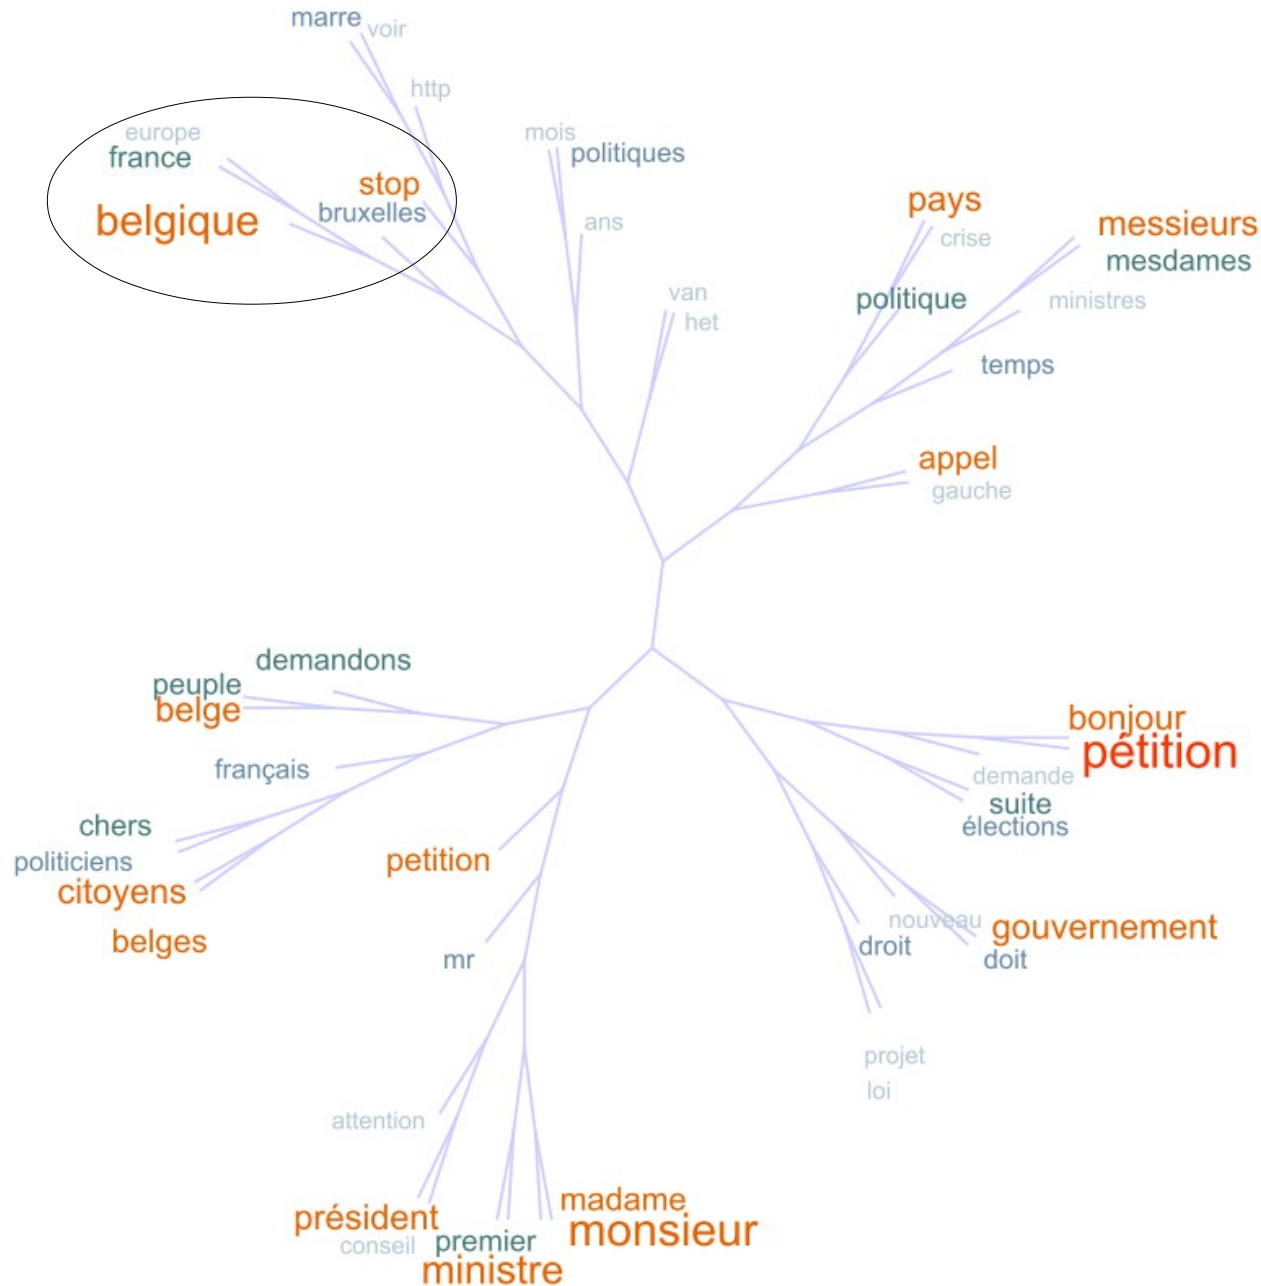 marre
voir
http
europe
france
mois
politiques
stop
belgique
bruxelles
ans
pays
crise
messieurs
mesdames
politique
van
het
ministres
temps
appel
gauche
demandons
peuple
belge
français
chers
politiciens
citoyens
belges
petition
mr
bonjour
pétition
demande
suite
élections
nouveau
gouvernement
droit
doit
projet
loi
attention
président
conseil
premier
ministre
madame
monsieur